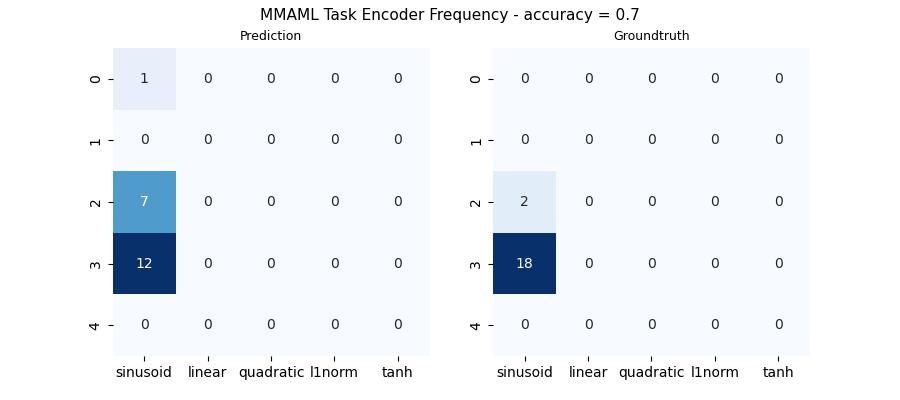 MMAML Task Encoder Frequency - accuracy = 0.7
Prediction
Groundtruth
0 1 0 0 0 0
1 0 0 0 0 0
2 7 0 0 0 0
3 12 0 0 0 0
4 0 0 0 0 0
sinusoid linear quadratic l1norm tanh
0 0 0 0 0 0
1 0 0 0 0 0
2 2 0 0 0 0
3 18 0 0 0 0
4 0 0 0 0 0
sinusoid linear quadratic l1norm tanh